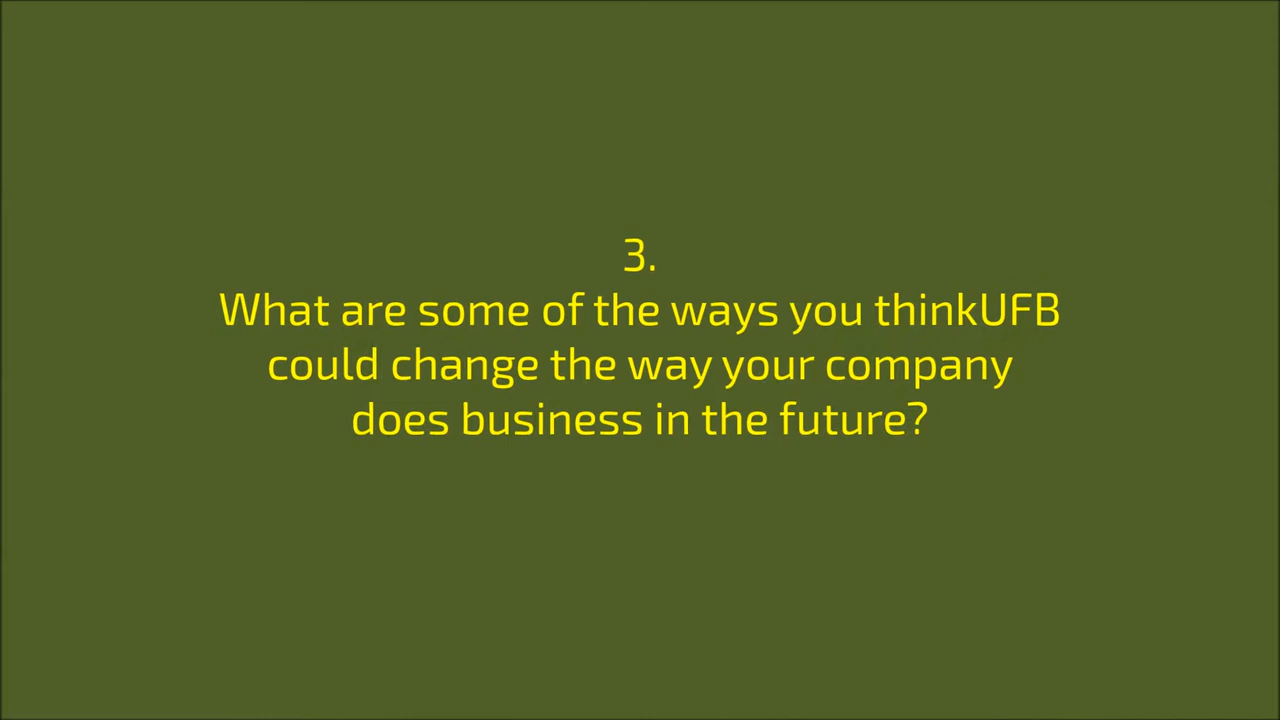 3.
What are some of the ways you thinkUFB
could change the way your company
does business in the future?